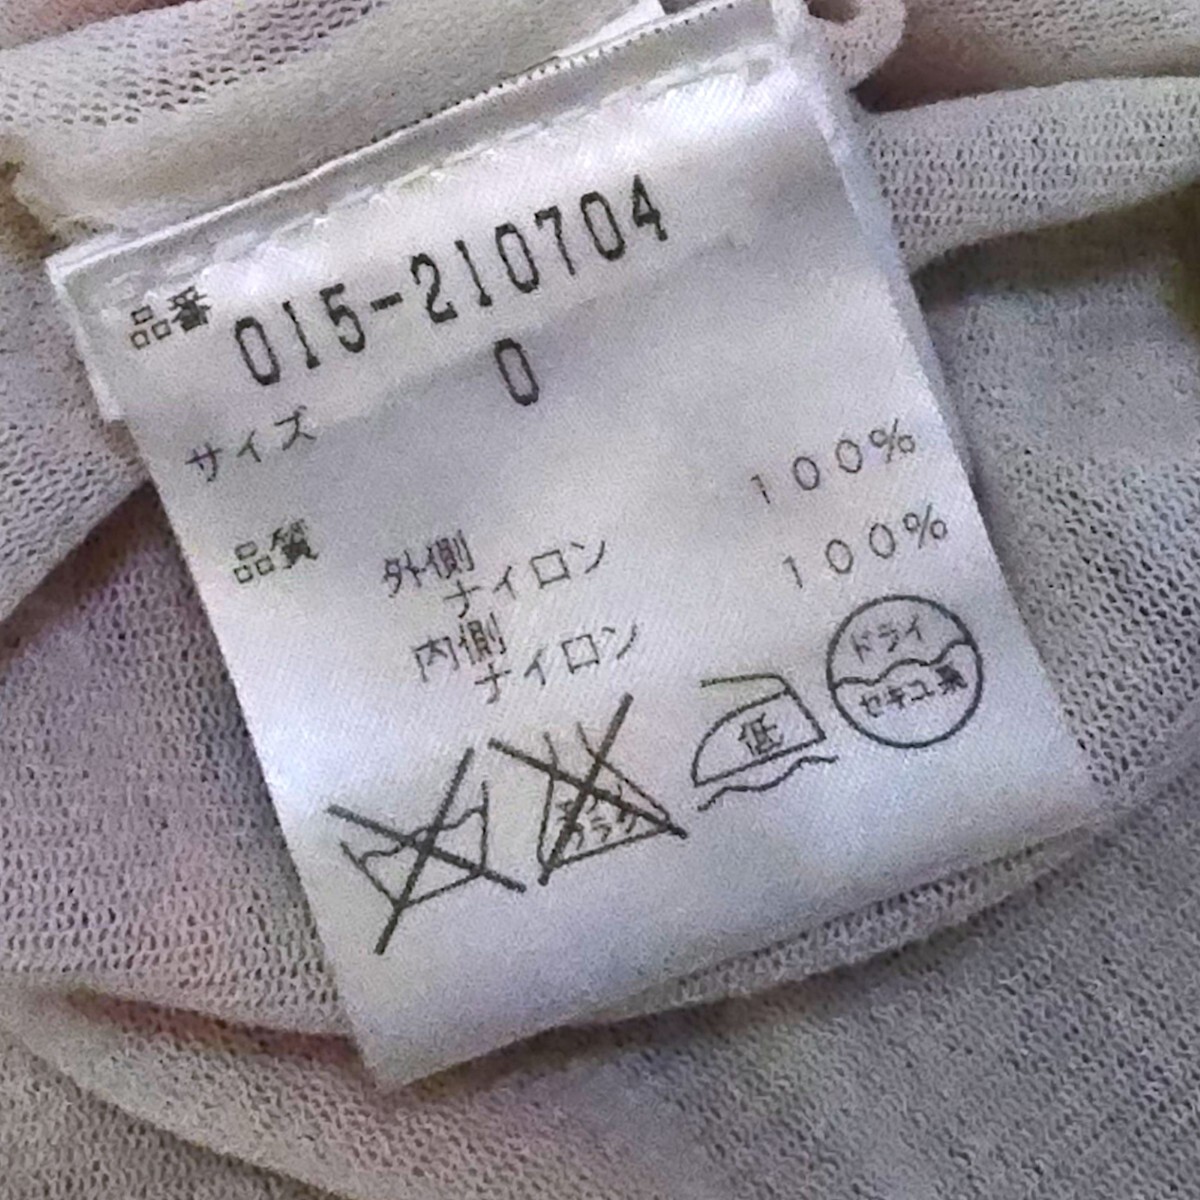 品番 015-210704
サイズ 0
品質 外側
ナイロン 100%
内側
ナイロン 100%
エンソ
サラシ
低
ドライ
セキユ系